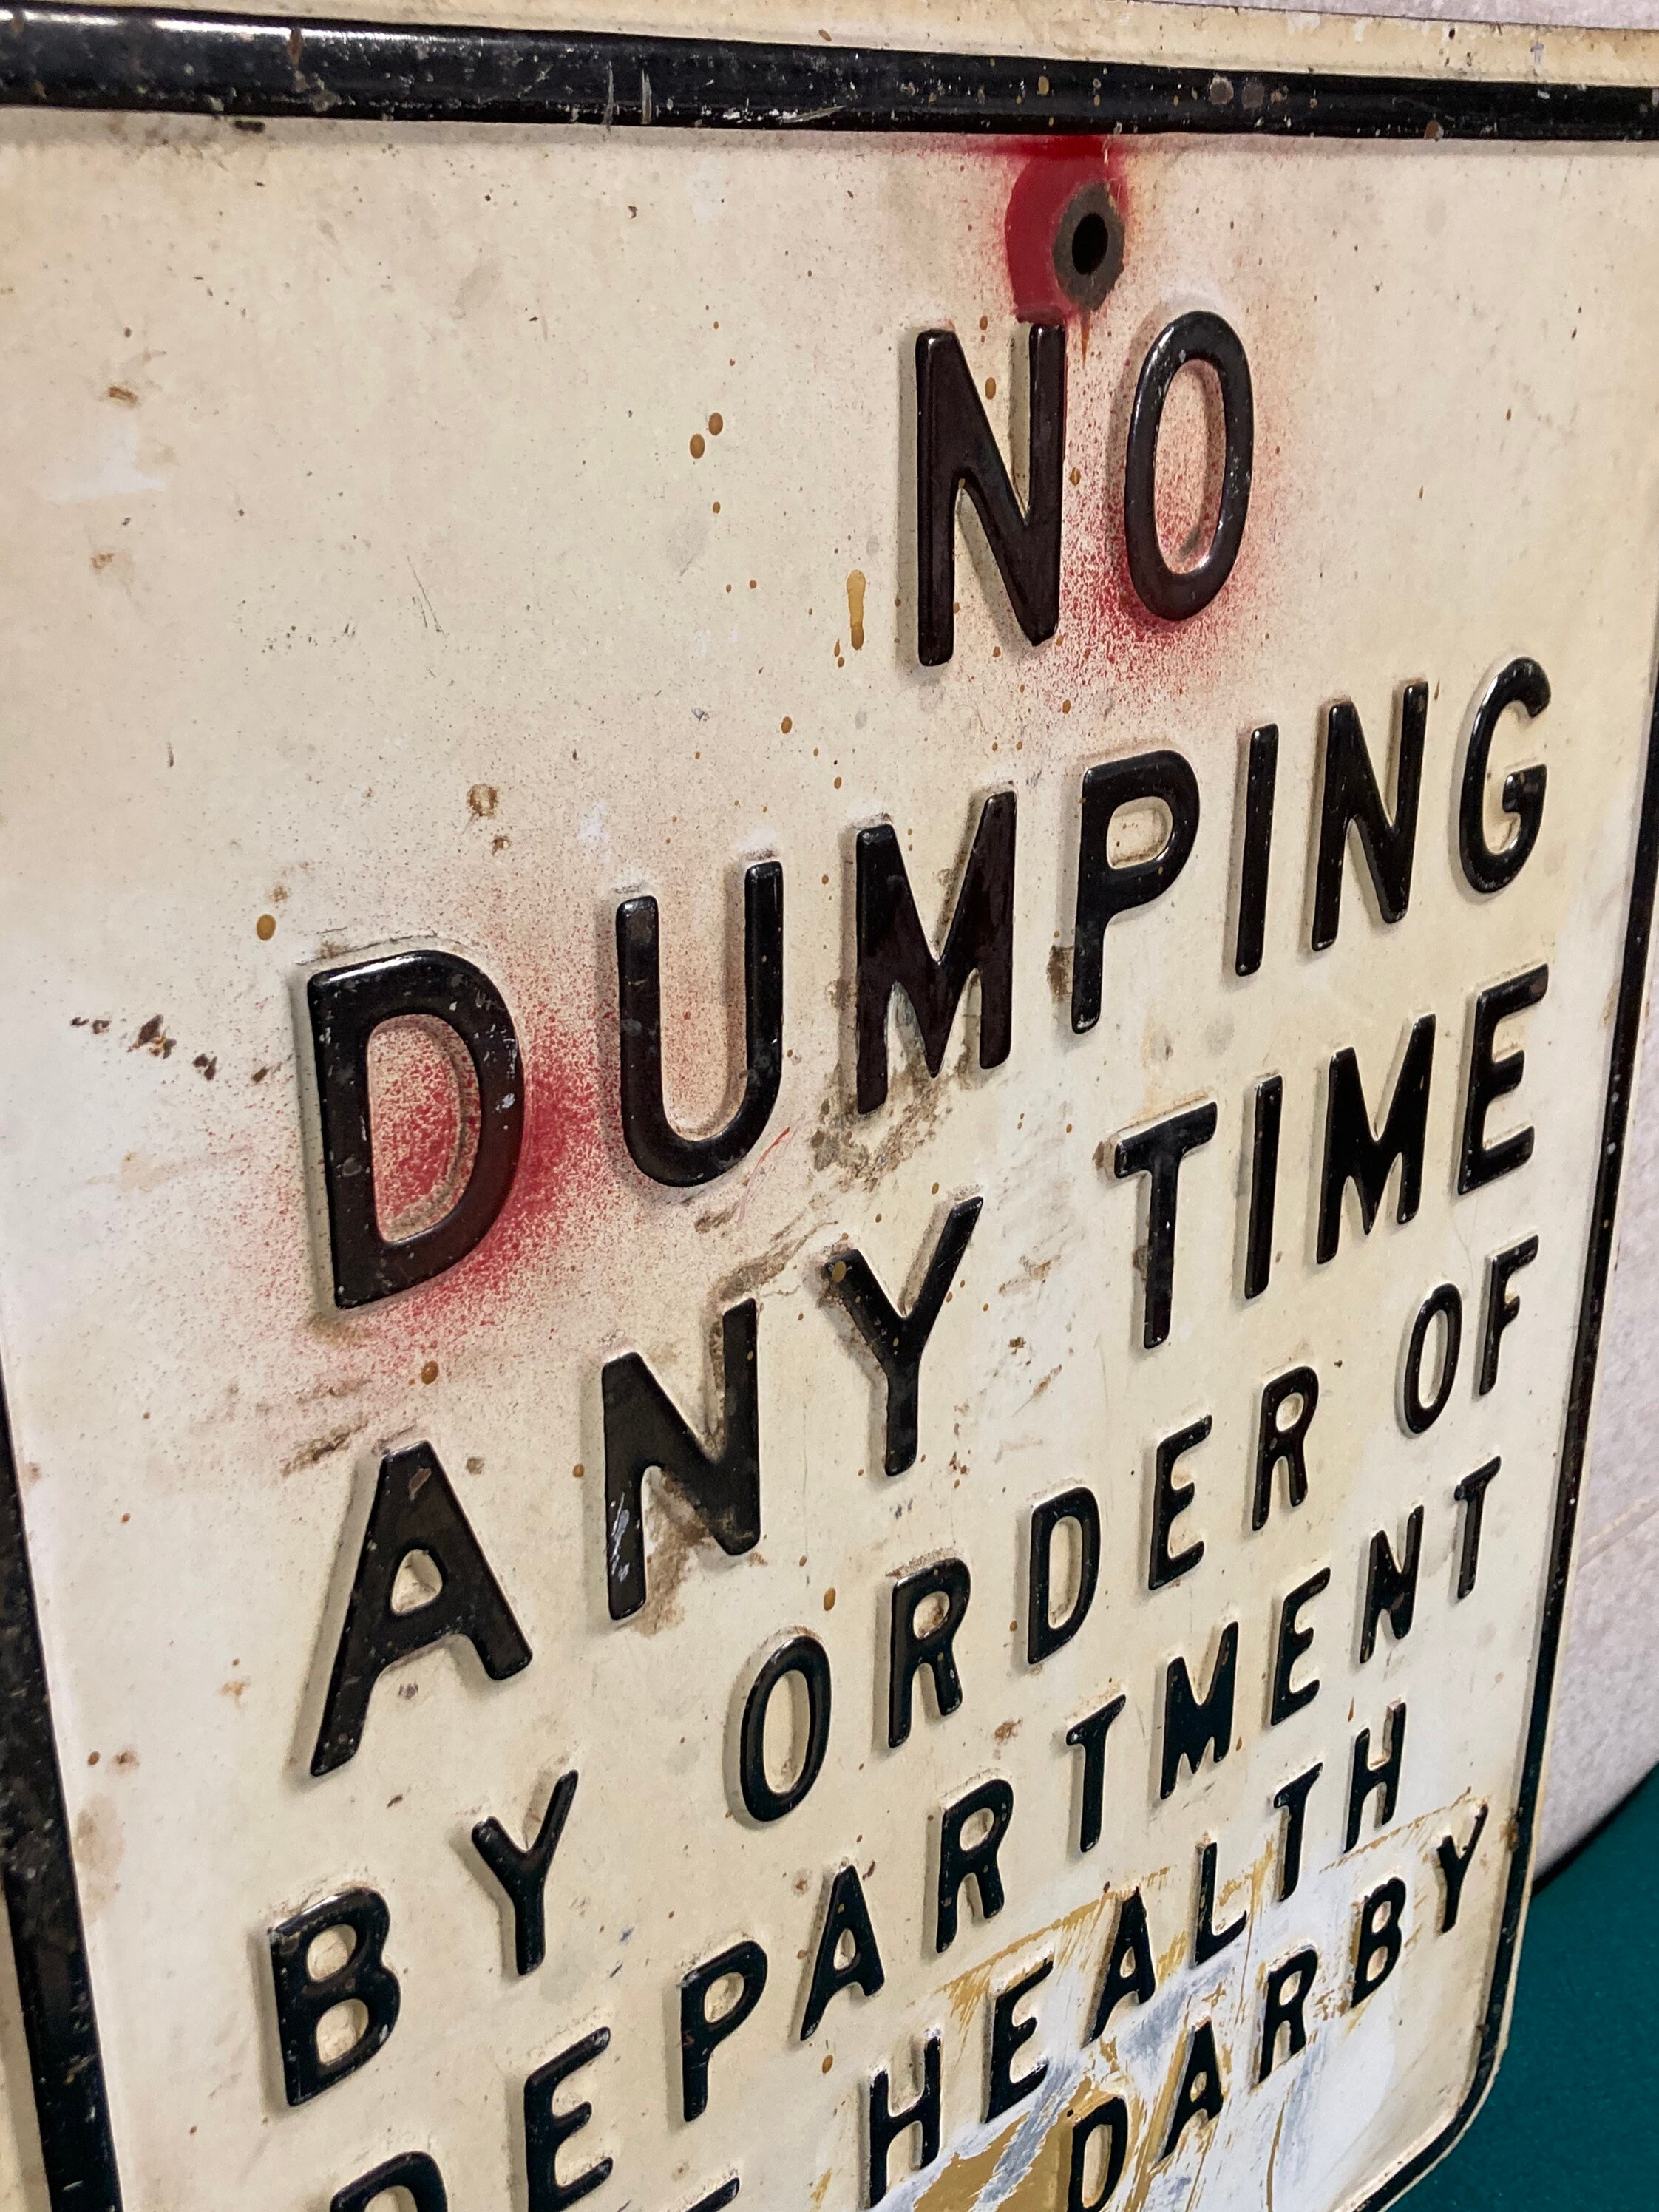 NO
DUMPING
ANY TIME
BY ORDER OF
DEPARTMENT
HEALTH
DARBY